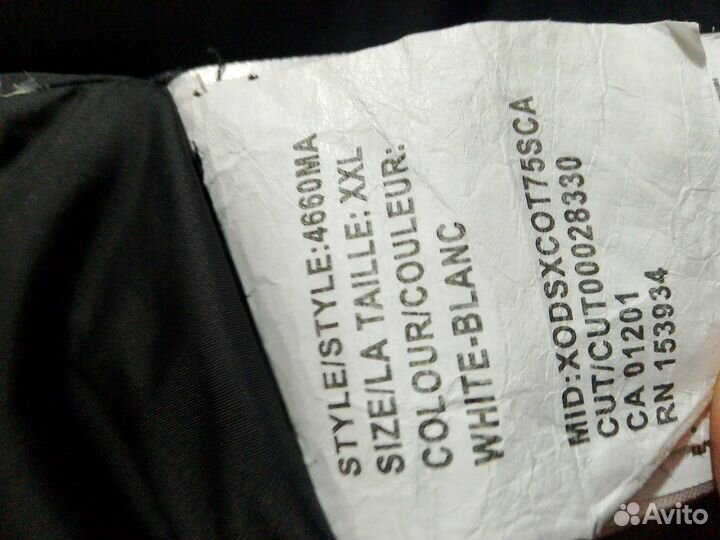 STYLE/STYLE:4660MA
SIZE/LA TAILLE: XXL
COLOUR/COULEUR:
WHITE-BLANC
MID:XODSXCOT75SCA
CUT/CUT00028330
CA 01201
RN 153934
Avito